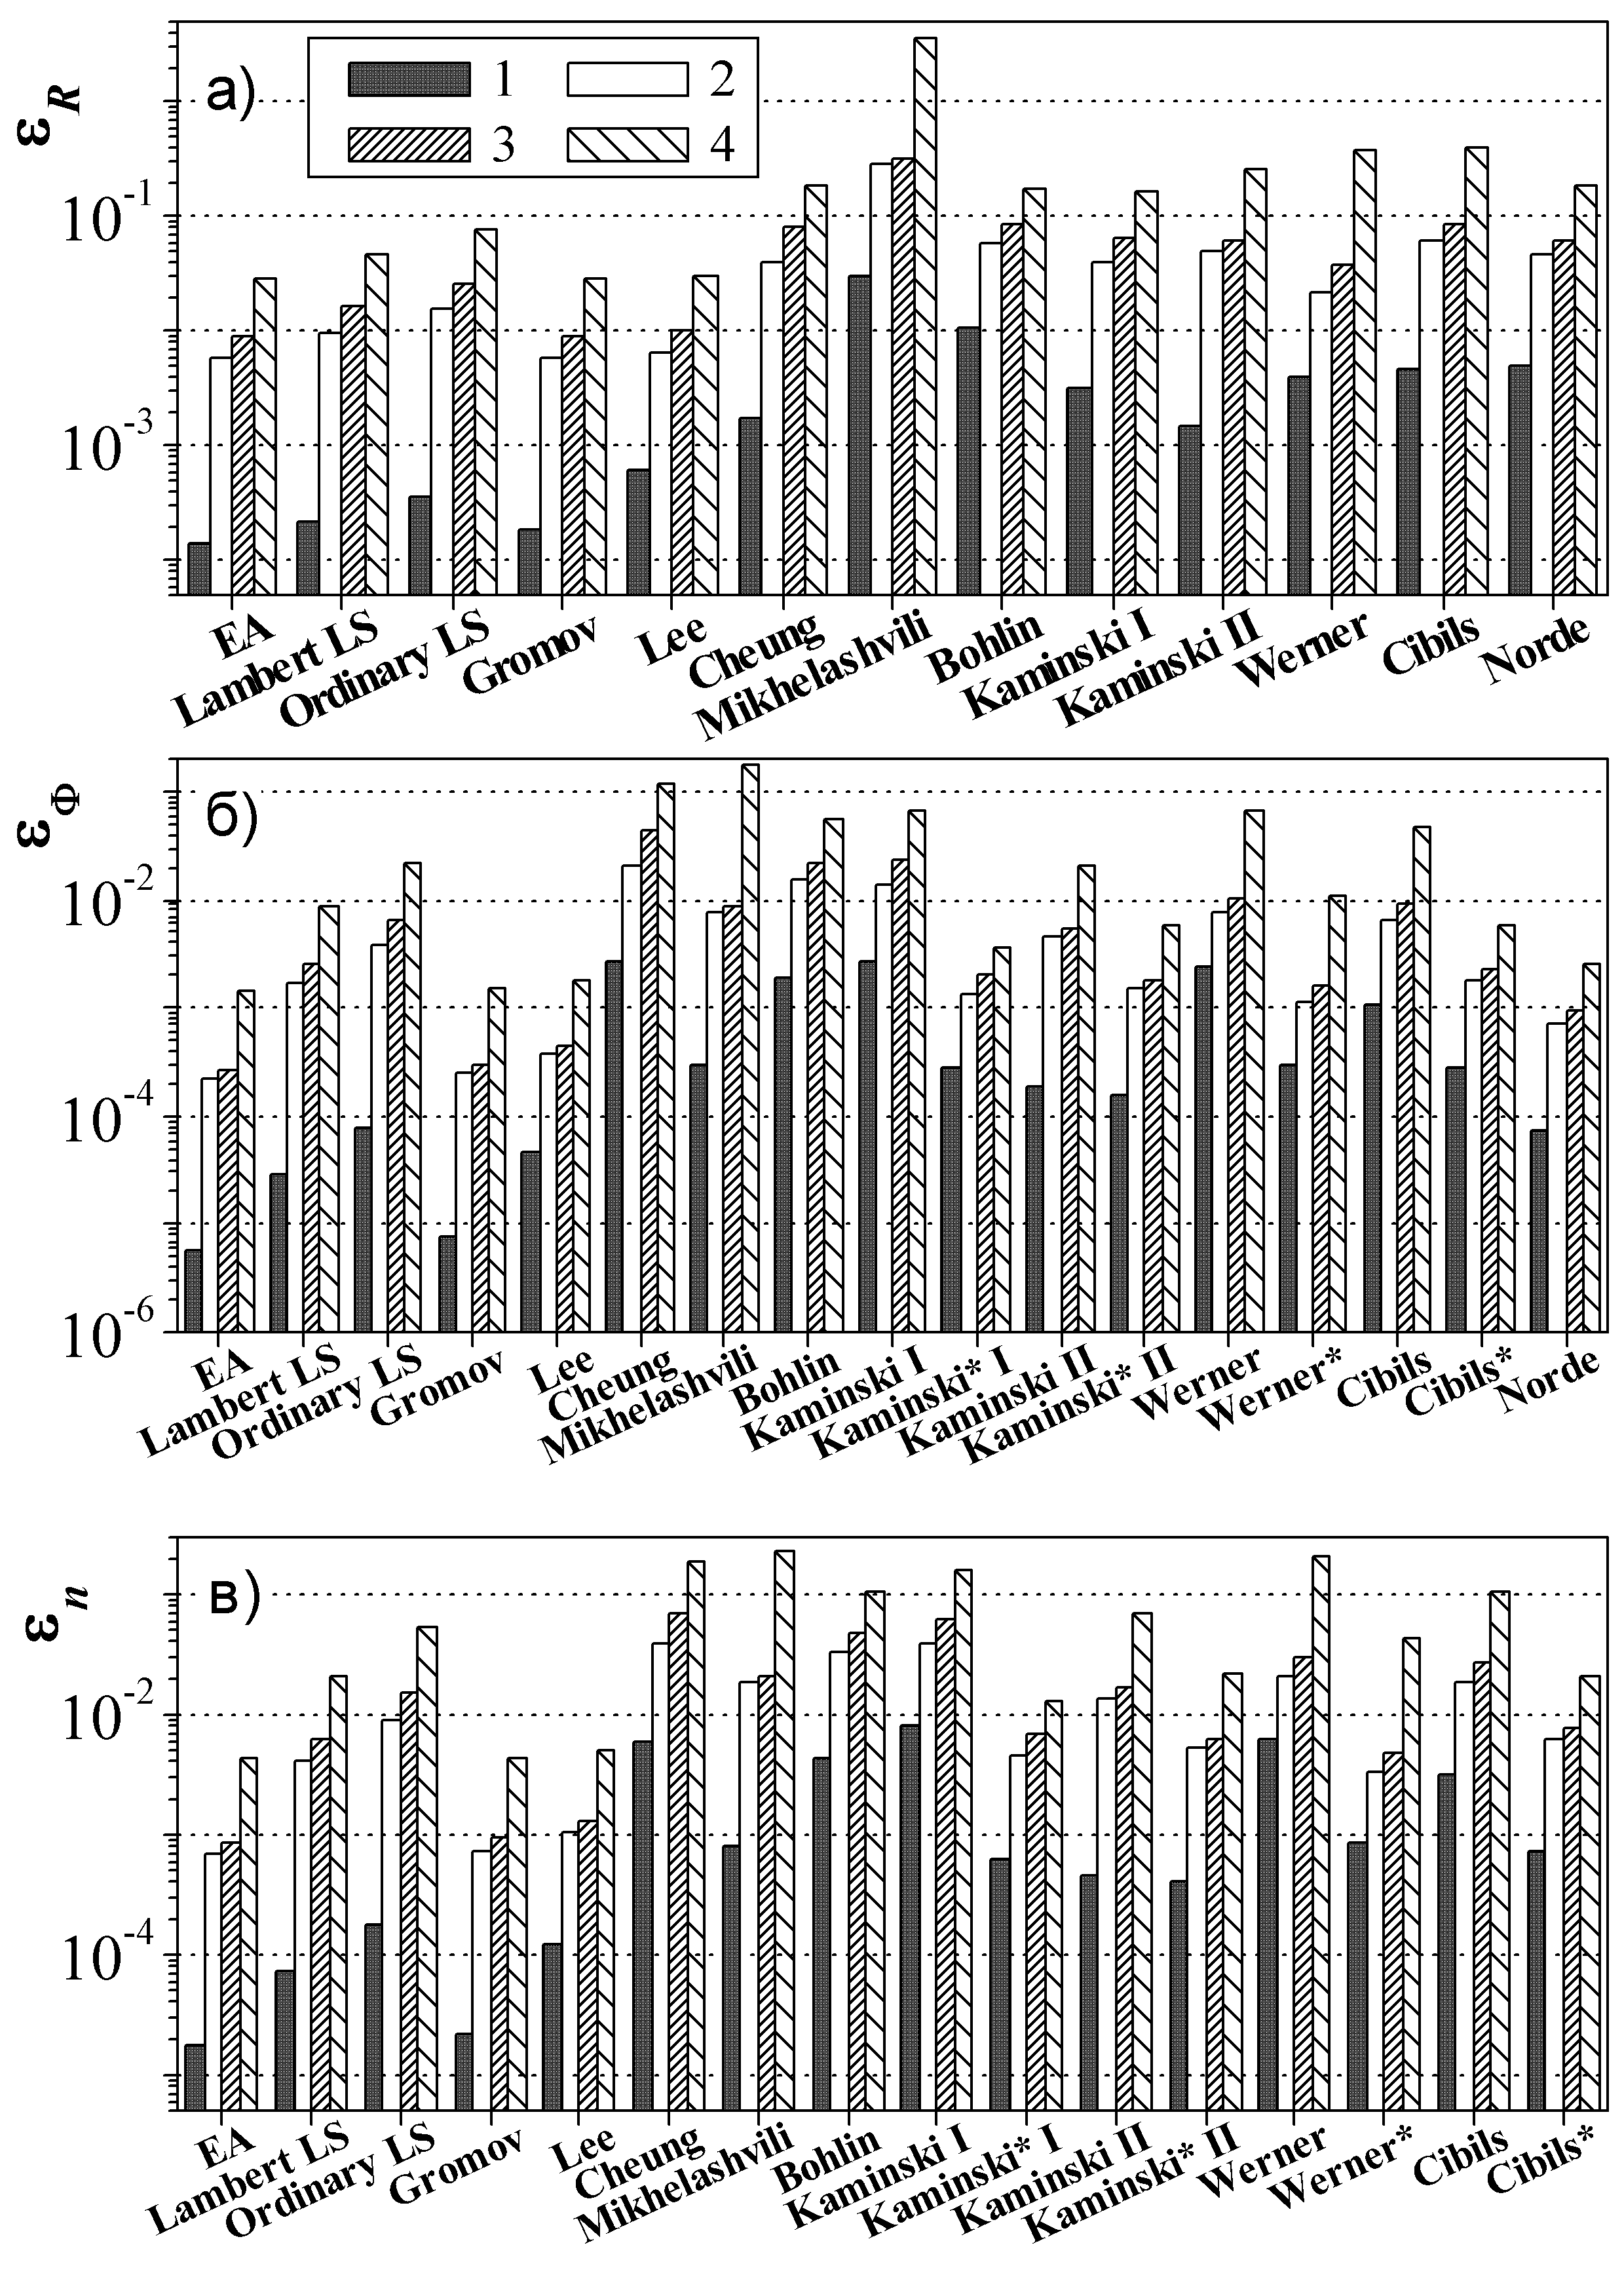 ε_R
а)
1 2
3 4
10^-1
10^-3
EA Lambert LS Ordinary LS Gromov Lee Cheung Mikhelashvili Bohlin Kaminski I Kaminski II Werner Cibils Norde
ε_Φ
б)
10^-2
10^-4
10^-6
EA Lambert LS Ordinary LS Gromov Lee Cheung Mikhelashvili Bohlin Kaminski I Kaminski* I Kaminski II Kaminski* II Werner Werner* Cibils Cibils* Norde
ε_n
в)
10^-2
10^-4
EA Lambert LS Ordinary LS Gromov Lee Cheung Mikhelashvili Bohlin Kaminski I Kaminski* I Kaminski II Kaminski* II Werner Werner* Cibils Cibils*